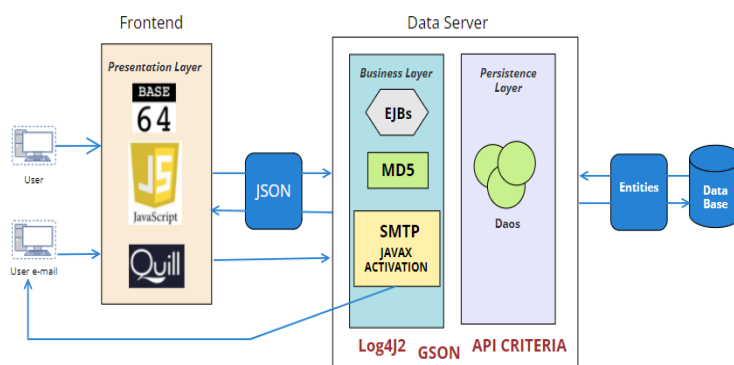 Frontend
Data Server
Presentation Layer
BASE
64
JS
JavaScript
Quill
User
User e-mail
JSON
Business Layer
EJBs
MD5
SMTP
JAVAX
ACTIVATION
Persistence
Layer
Daos
Log4J2
GSON
API CRITERIA
Entities
Data
Base